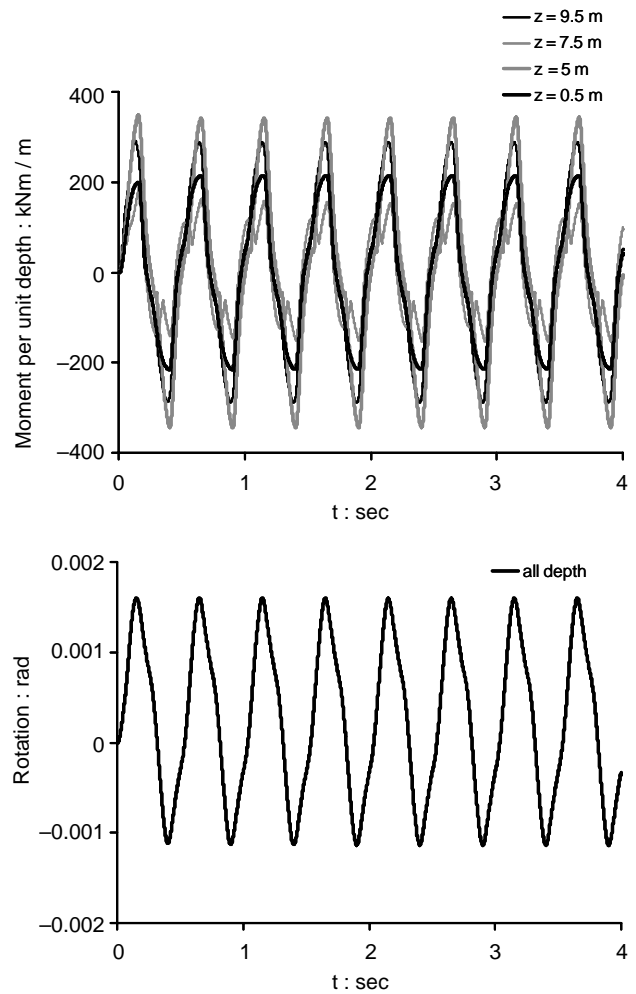 z = 9.5 m
z = 7.5 m
z = 5 m
z = 0.5 m
400
200
0
–200
–400
Moment per unit depth : kNm / m
0 1 2 3 4
t : sec
all depth
0.002
0.001
0
–0.001
–0.002
Rotation : rad
0 1 2 3 4
t : sec